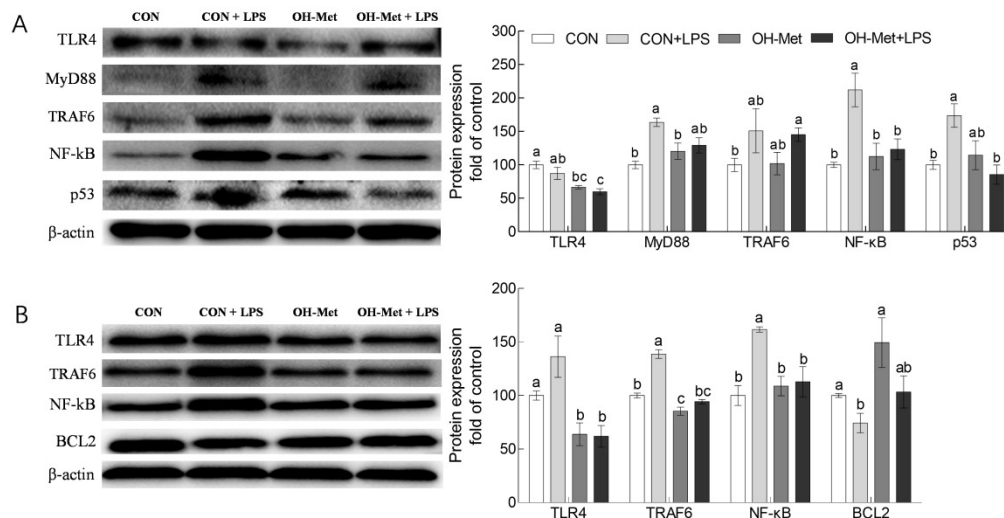 A
CON CON + LPS OH-Met OH-Met + LPS
TLR4
MyD88
TRAF6
NF-kB
p53
β-actin
CON CON+LPS OH-Met OH-Met+LPS
Protein expression
fold of control
300
250
200
150
100
50
0
a ab bc c
b a b ab
b ab ab a
b a b b
b a b b
TLR4 MyD88 TRAF6 NF-κB p53
B
CON CON + LPS OH-Met OH-Met + LPS
TLR4
TRAF6
NF-kB
BCL2
β-actin
Protein expression
fold of control
200
150
100
50
0
a a b b
b a c bc
b a b b
a b a ab
TLR4 TRAF6 NF-κB BCL2